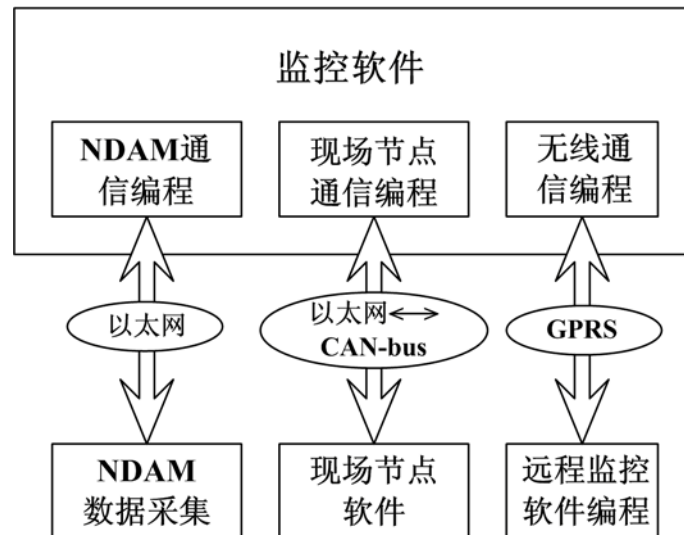 监控软件
NDAM通
信编程
现场节点
通信编程
无线通
信编程
以太网
以太网↔
CAN-bus
GPRS
NDAM
数据采集
现场节点
软件
远程监控
软件编程